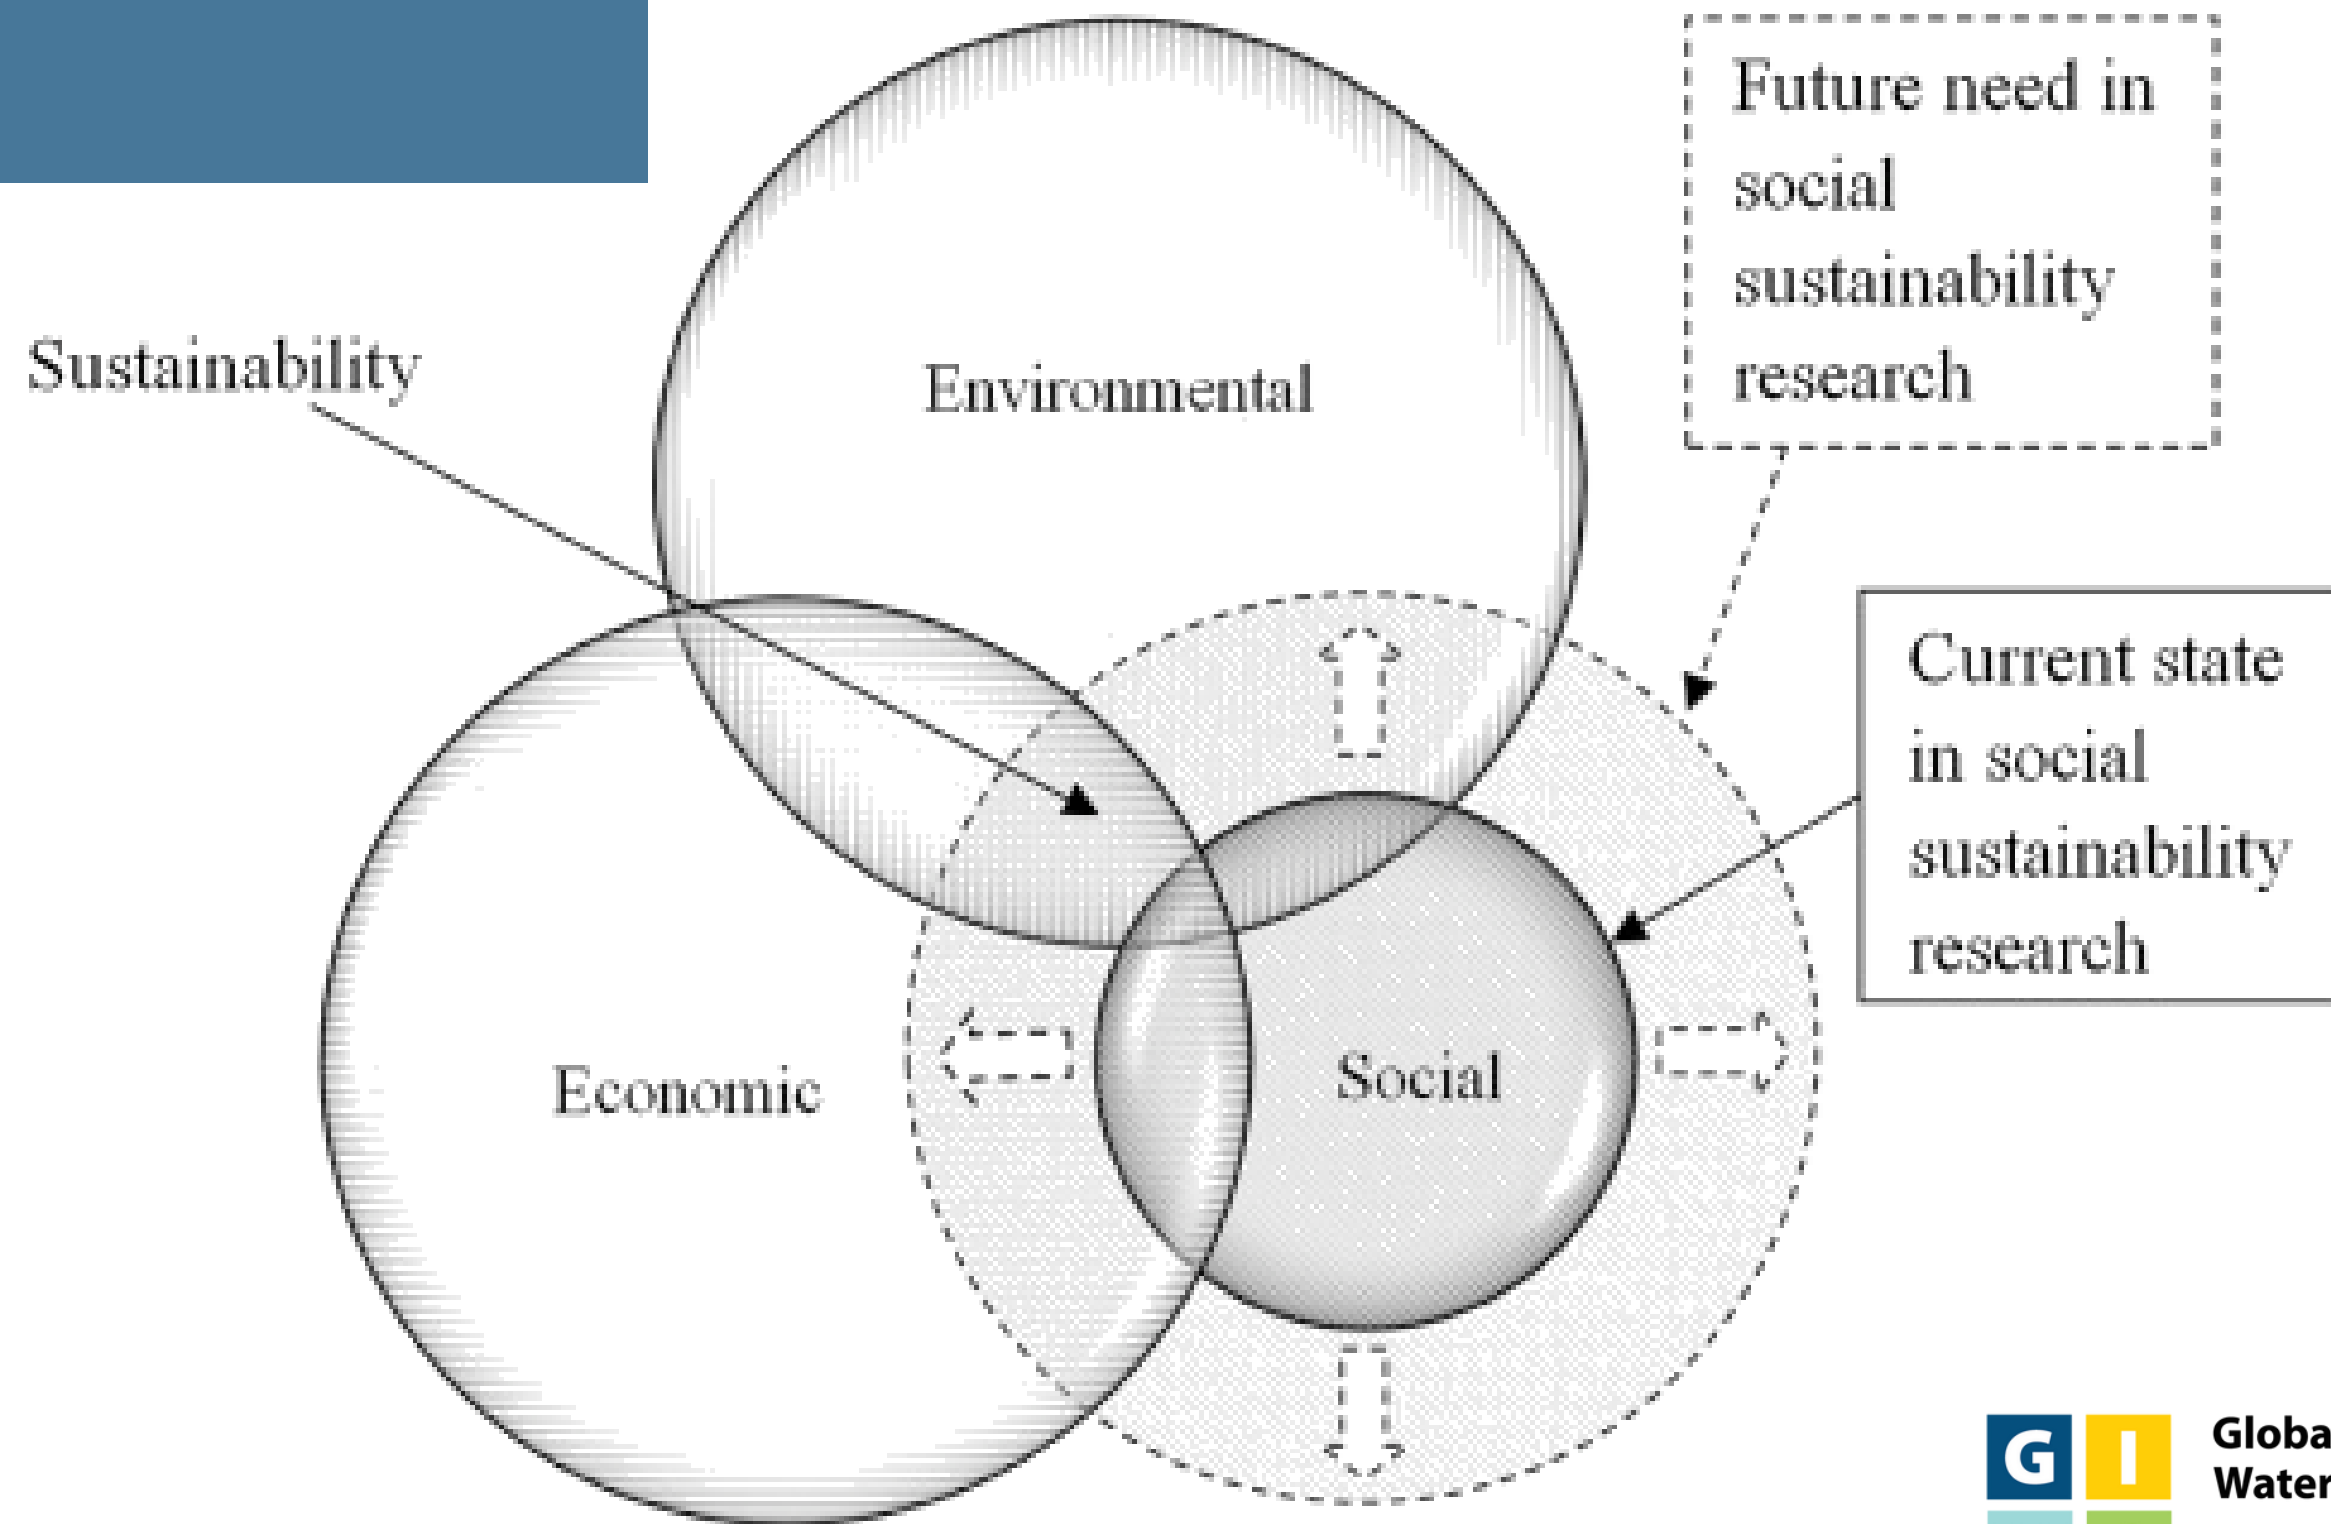 Future need in
social
sustainability
research
Sustainability
Environmental
Current state
in social
sustainability
research
Economic
Social
G I
Globa
Water